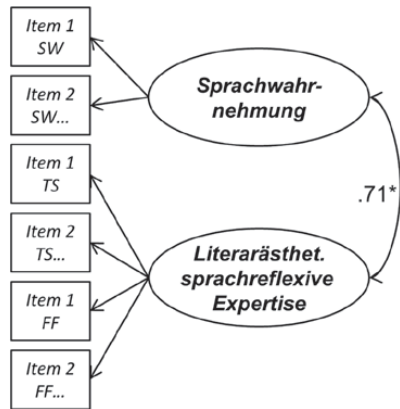 Item 1
SW
Item 2
SW...
Item 1
TS
Item 2
TS...
Item 1
FF
Item 2
FF...
Sprachwahr-
nehmung
Literarästhet.
sprachreflexive
Expertise
.71*